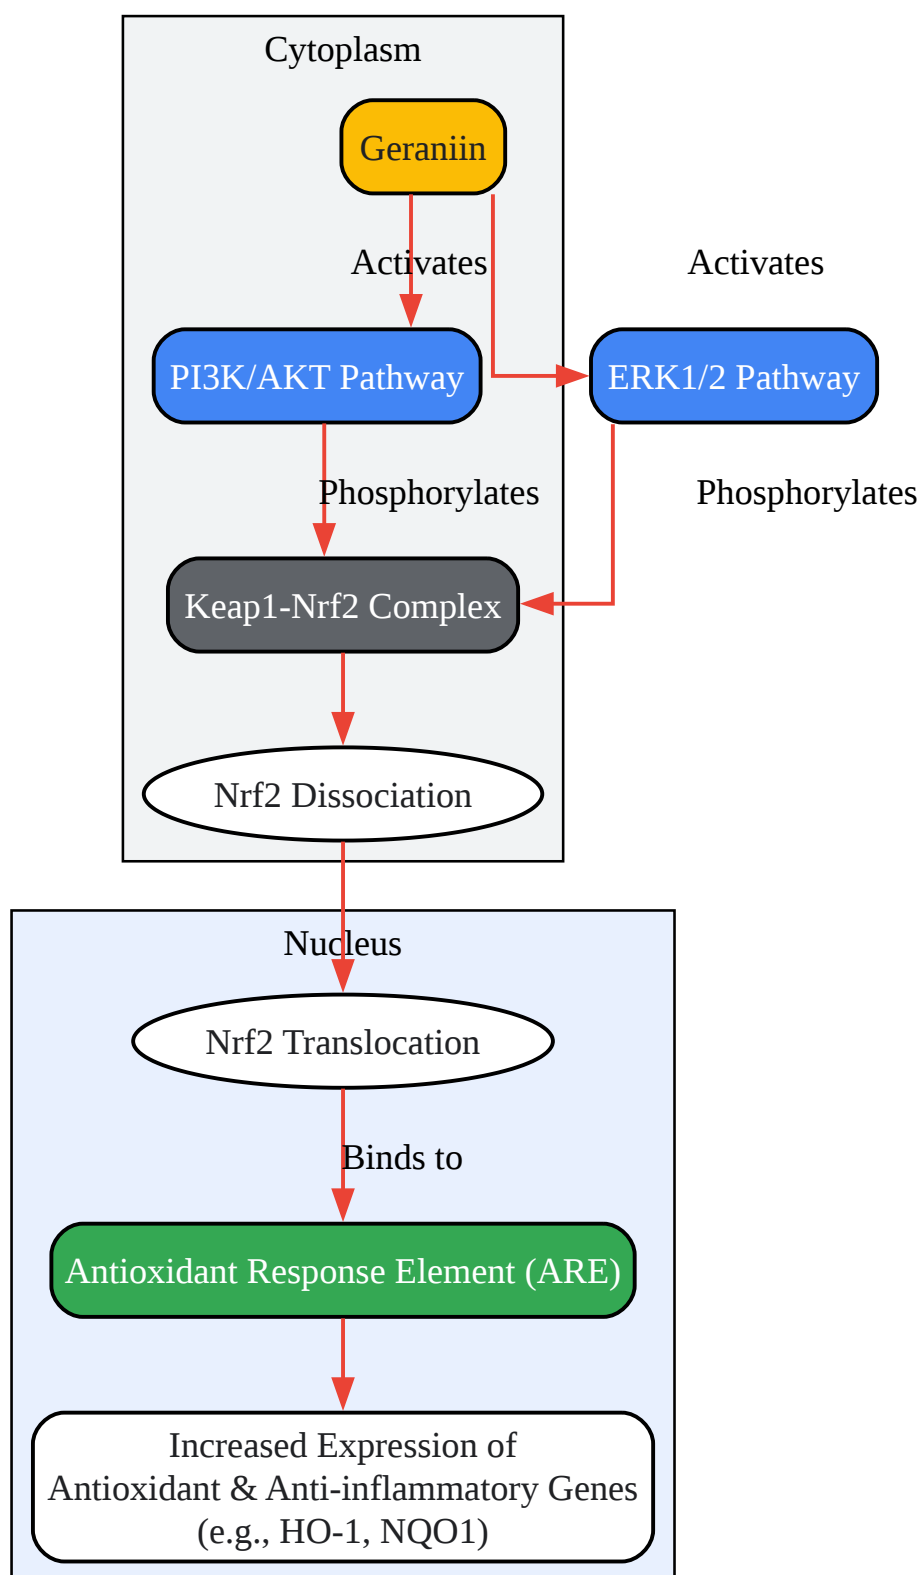 Cytoplasm
Geraniin
Activates
Activates
PI3K/AKT Pathway
ERK1/2 Pathway
Phosphorylates
Phosphorylates
Keap1-Nrf2 Complex
Nrf2 Dissociation
Nucleus
Nrf2 Translocation
Binds to
Antioxidant Response Element (ARE)
Increased Expression of
Antioxidant & Anti-inflammatory Genes
(e.g., HO-1, NQO1)